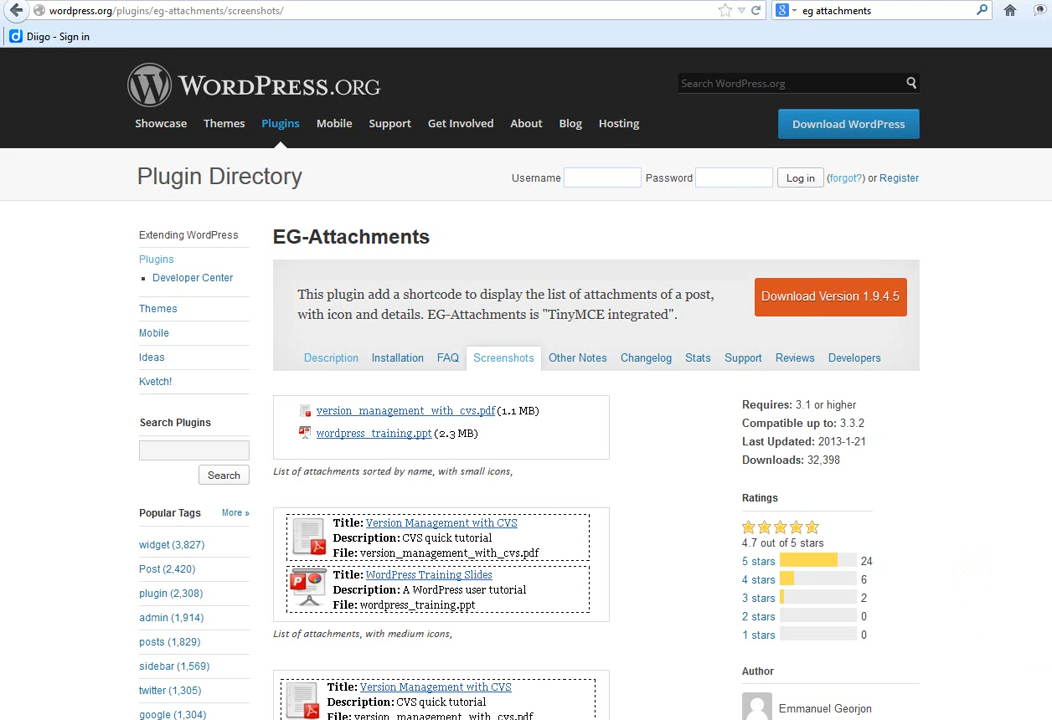 wordpress.org/plugins/eg-attachments/screenshots/
eg attachments
Diigo - Sign in
WORDPRESS.ORG
Search WordPress.org
Showcase Themes Plugins Mobile Support Get Involved About Blog Hosting
Download WordPress
Plugin Directory
Username Password Log in (forgot?) or Register
Extending WordPress
Plugins
Developer Center
Themes
Mobile
Ideas
Kvetch!
Search Plugins
Search
Popular Tags More »
widget (3,827)
Post (2,420)
plugin (2,308)
admin (1,914)
posts (1,829)
sidebar (1,569)
twitter (1,305)
google (1,304)
EG-Attachments
This plugin add a shortcode to display the list of attachments of a post,
with icon and details. EG-Attachments is "TinyMCE integrated".
Download Version 1.9.4.5
Description Installation FAQ Screenshots Other Notes Changelog Stats Support Reviews Developers
version_management_with_cvs.pdf (1.1 MB)
wordpress_training.ppt (2.3 MB)
List of attachments sorted by name, with small icons,
Title: Version Management with CVS
Description: CVS quick tutorial
File: version_management_with_cvs.pdf
Title: WordPress Training Slides
Description: A WordPress user tutorial
File: wordpress_training.ppt
List of attachments, with medium icons,
Title: Version Management with CVS
Description: CVS quick tutorial
File: version_management_with_cvs.pdf
Requires: 3.1 or higher
Compatible up to: 3.3.2
Last Updated: 2013-1-21
Downloads: 32,398
Ratings
4.7 out of 5 stars
5 stars 24
4 stars 6
3 stars 2
2 stars 0
1 stars 0
Author
Emmanuel Georjon